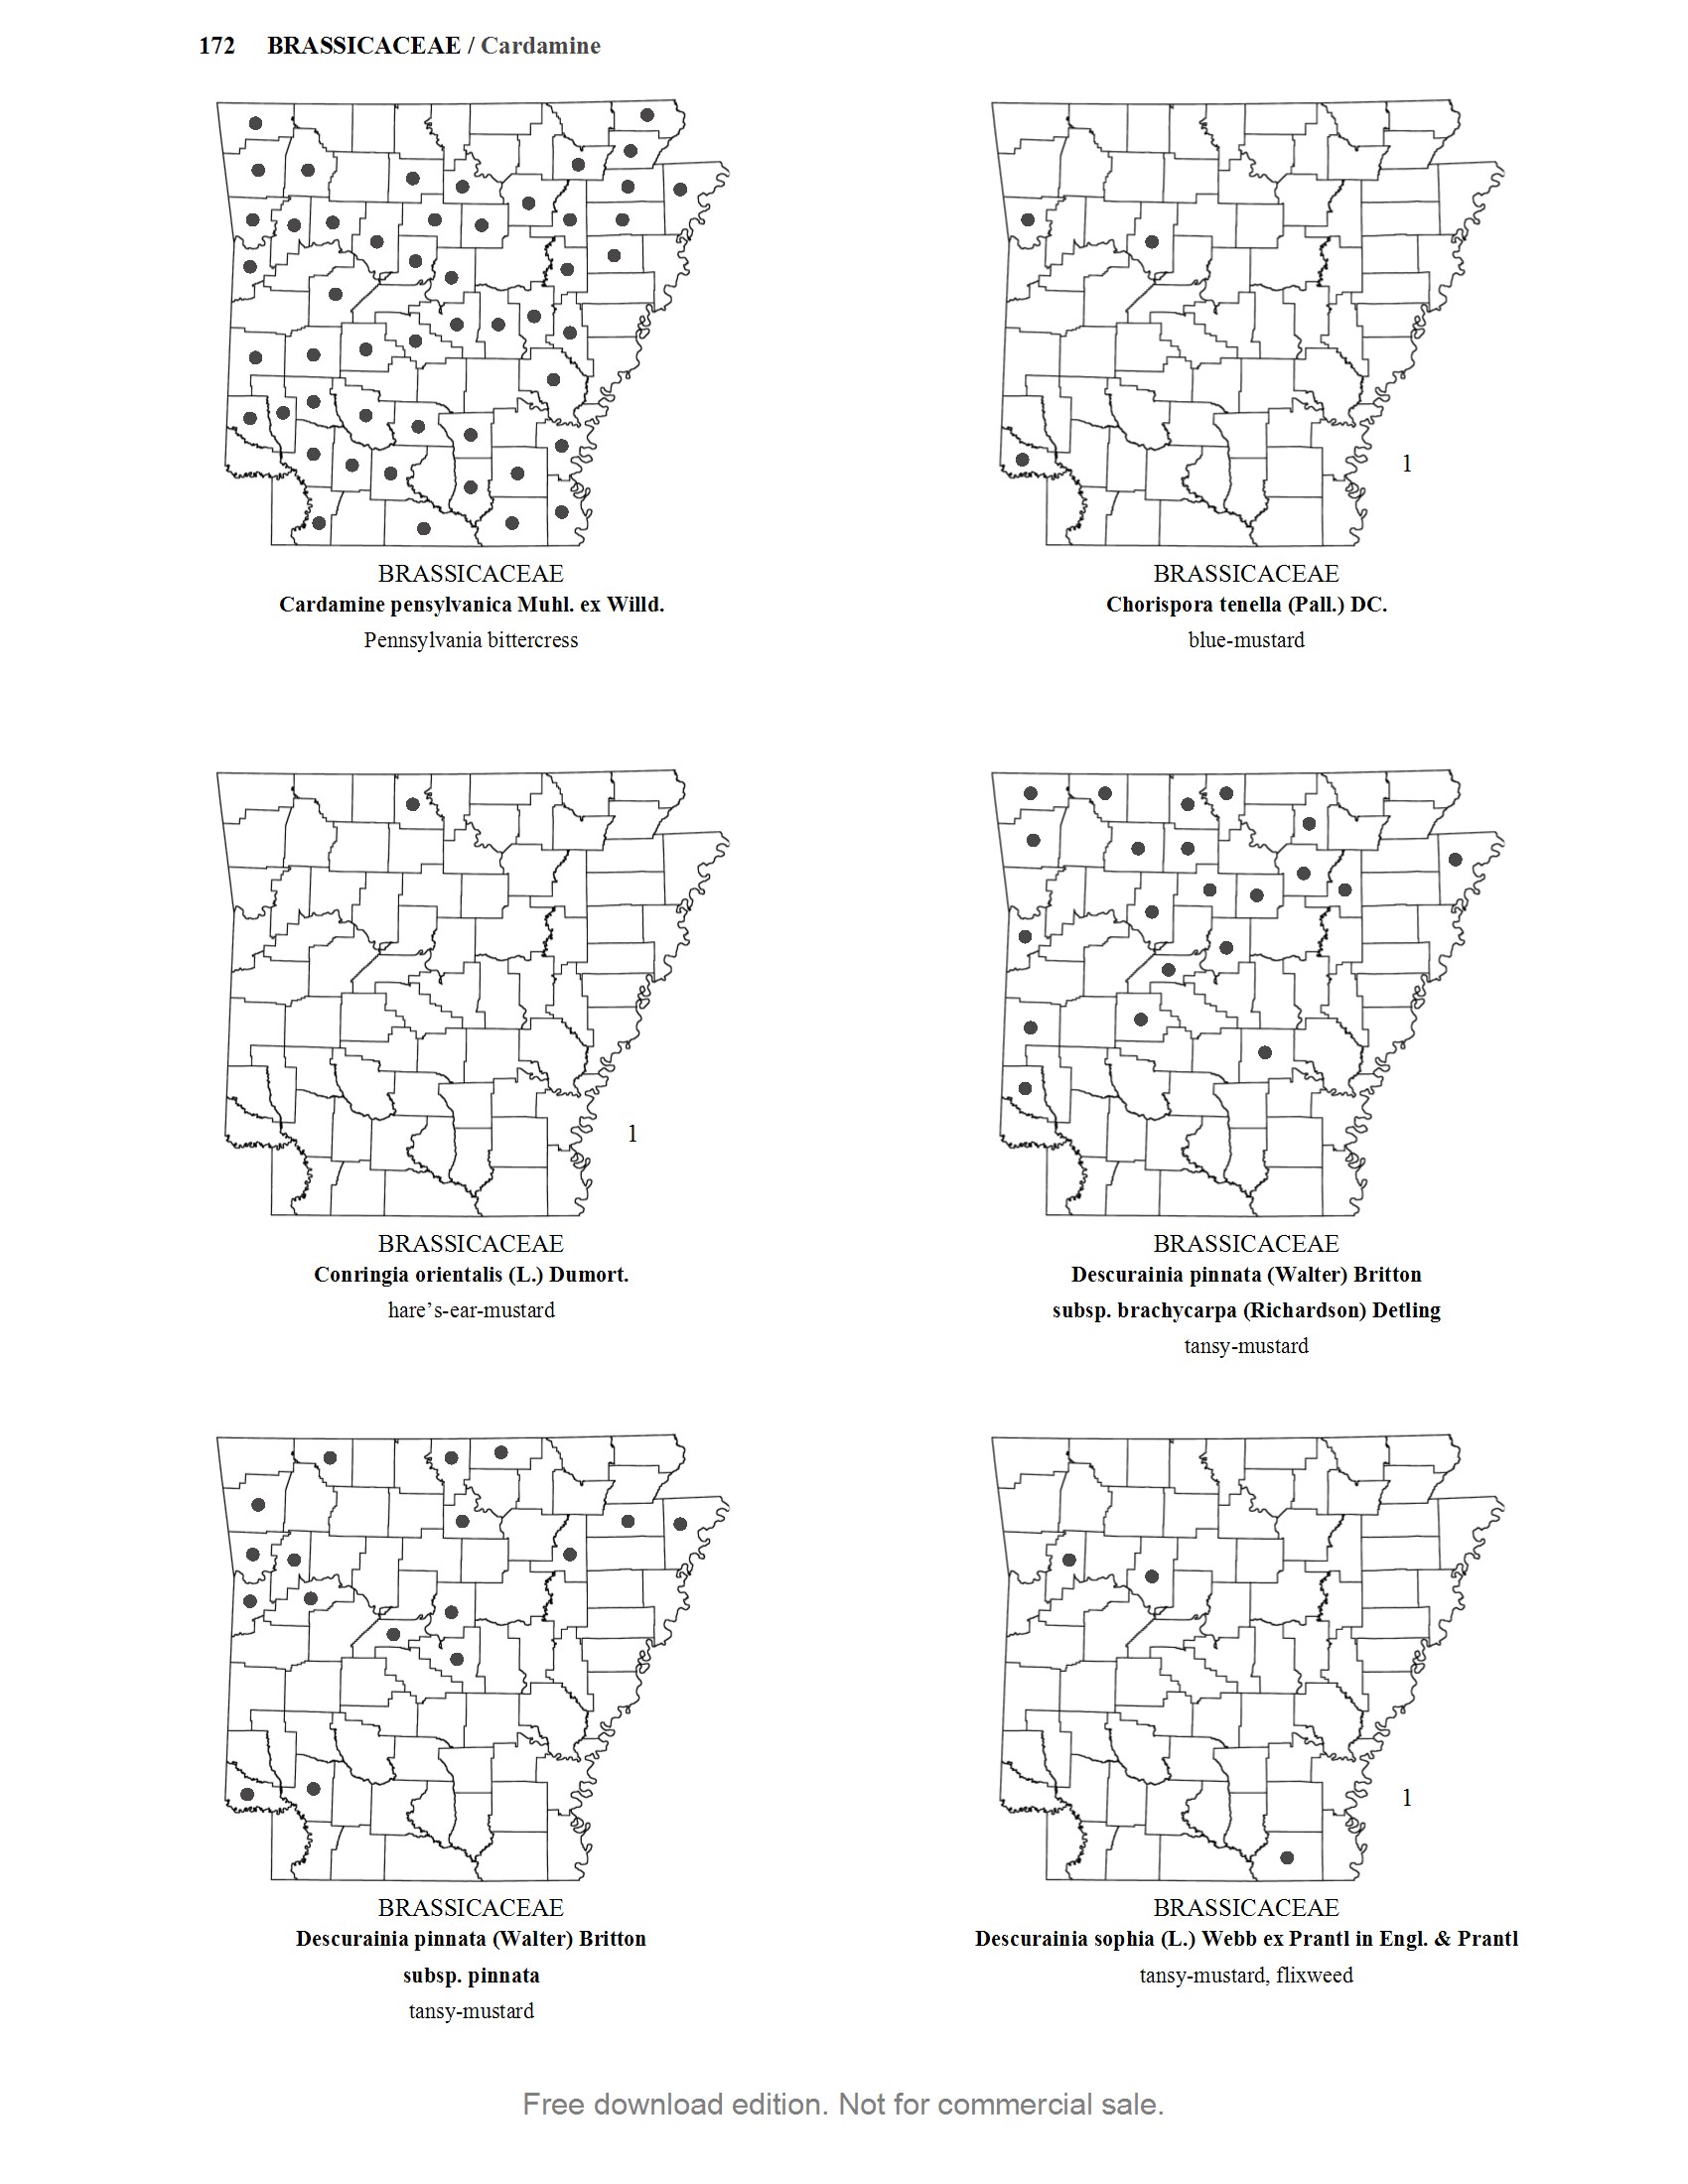 172 BRASSICACEAE / Cardamine
BRASSICACEAE
Cardamine pensylvanica Muhl. ex Willd.
Pennsylvania bittercress
1
BRASSICACEAE
Chorispora tenella (Pall.) DC.
blue-mustard
1
BRASSICACEAE
Conringia orientalis (L.) Dumort.
hare’s-ear-mustard
BRASSICACEAE
Descurainia pinnata (Walter) Britton
subsp. brachycarpa (Richardson) Detling
tansy-mustard
BRASSICACEAE
Descurainia pinnata (Walter) Britton
subsp. pinnata
tansy-mustard
1
BRASSICACEAE
Descurainia sophia (L.) Webb ex Prantl in Engl. & Prantl
tansy-mustard, flixweed
Free download edition. Not for commercial sale.